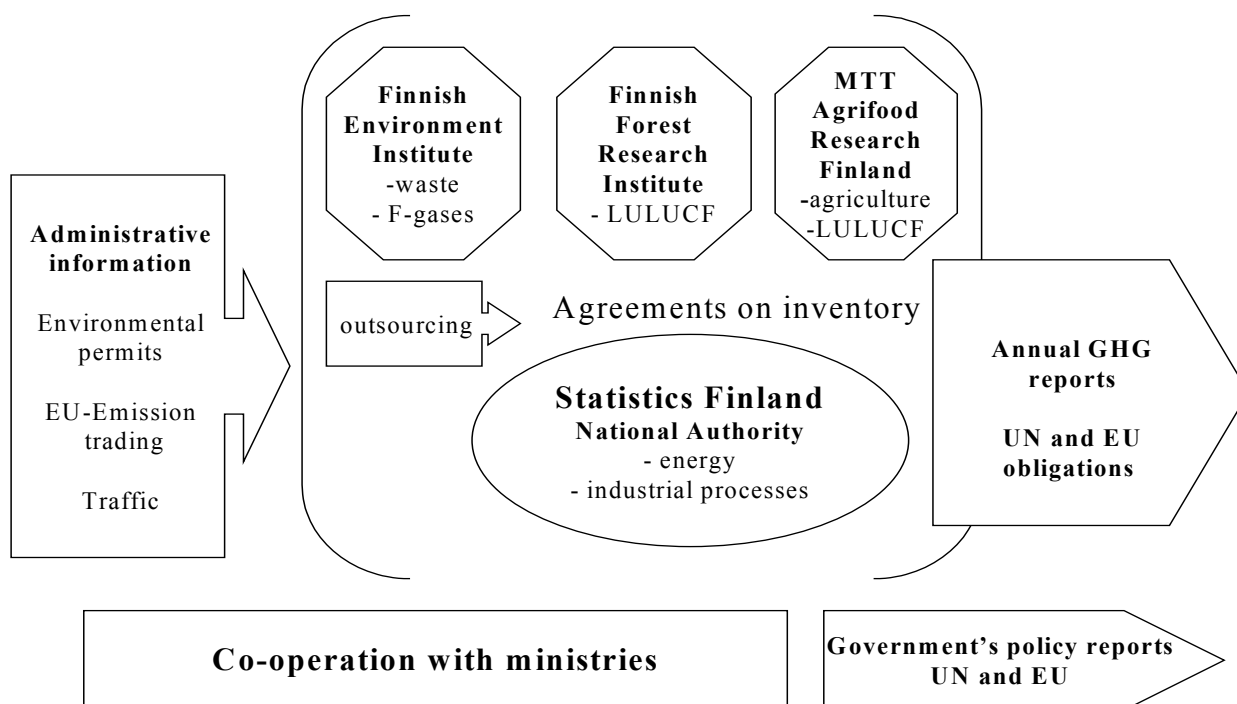 Administrative
information
Environmental
permits
EU-Emission
trading
Traffic
Finnish
Environment
Institute
-waste
- F-gases
Finnish
Forest
Research
Institute
- LULUCF
MTT
Agrifood
Research
Finland
-agriculture
-LULUCF
outsourcing
Agreements on inventory
Statistics Finland
National Authority
- energy
- industrial processes
Annual GHG
reports
UN and EU
obligations
Co-operation with ministries
Government’s policy reports
UN and EU